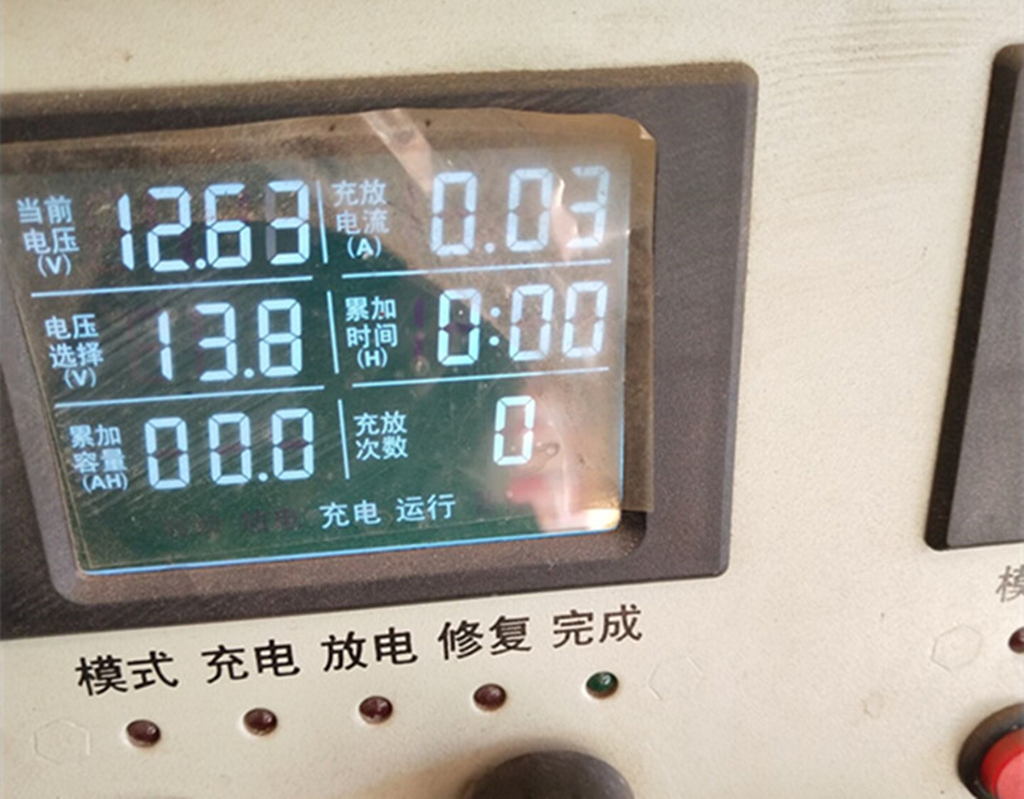 当前电压(V) 12.63
充放电流(A) 0.03
电压选择(V) 13.8
累加时间(H) 0:00
累加容量(AH) 00.0
充放次数 0
充电 运行
模式 充电 放电 修复 完成
模